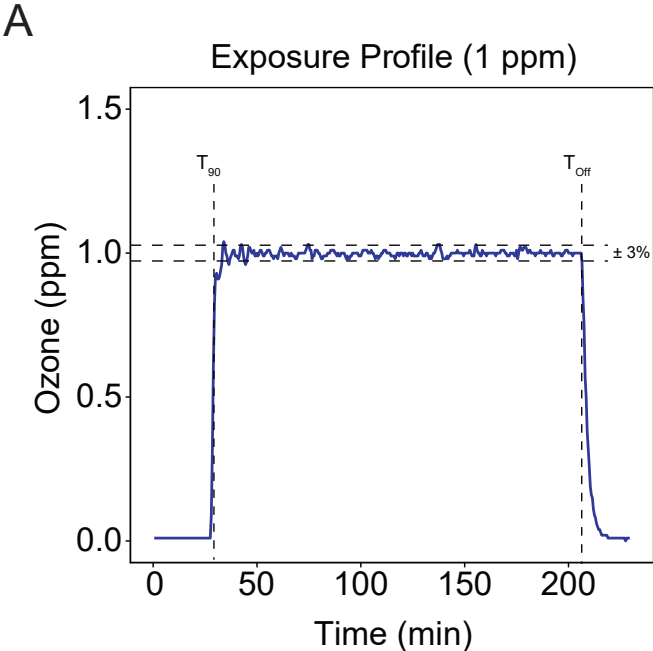 A
Exposure Profile (1 ppm)
1.5
T90
TOff
1.0
± 3%
Ozone (ppm)
0.5
0.0
0 50 100 150 200
Time (min)